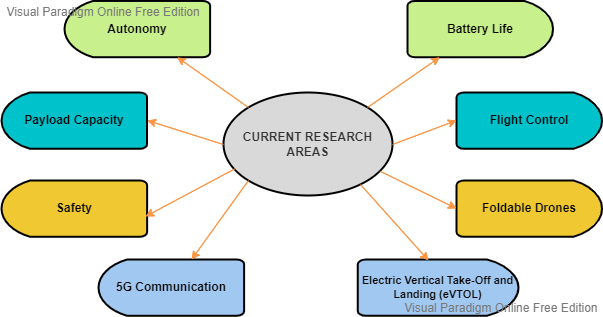 Visual Paradigm Online Free Edition
Autonomy
Battery Life
Payload Capacity
CURRENT RESEARCH
AREAS
Flight Control
Safety
Foldable Drones
5G Communication
Electric Vertical Take-Off and
Landing (eVTOL)
Visual Paradigm Online Free Edition